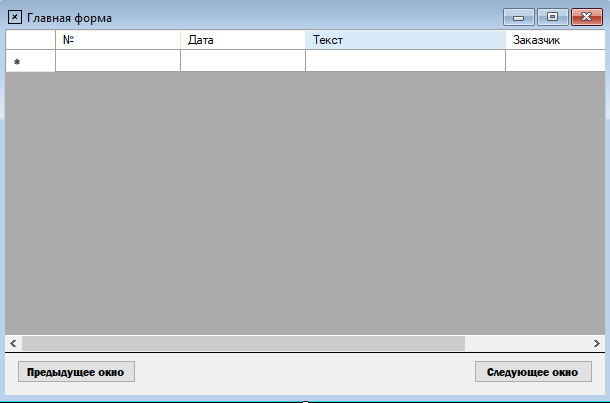 Главная форма
№ Дата Текст Заказчик
Предыдущее окно Следующее окно